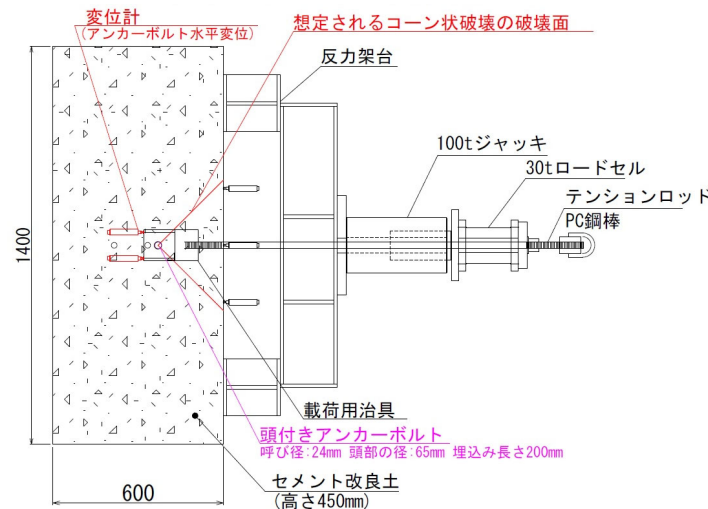 変位計
(アンカーボルト水平変位)
想定されるコーン状破壊の破壊面
反力架台
100tジャッキ
30tロードセル
テンションロッド
PC鋼棒
1400
載荷用治具
頭付きアンカーボルト
呼び径:24mm 頭部の径:65mm 埋込み長さ200mm
セメント改良土
(高さ450mm)
600